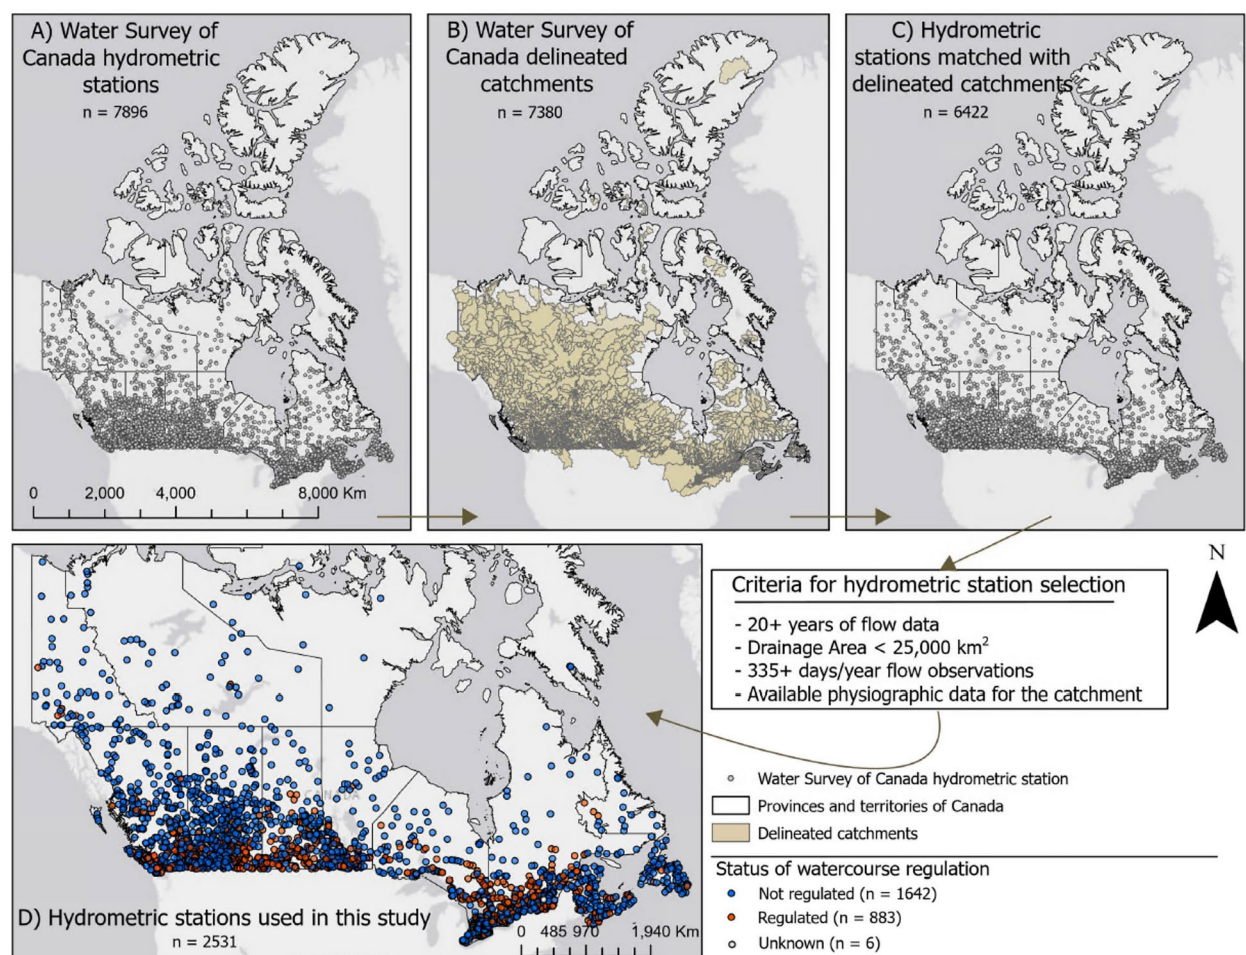 A) Water Survey of
Canada hydrometric
stations
n = 7896
0 2,000 4,000 8,000 Km
B) Water Survey of
Canada delineated
catchments
n = 7380
C) Hydrometric
stations matched with
delineated catchments
n = 6422
N
Criteria for hydrometric station selection
- 20+ years of flow data
- Drainage Area < 25,000 km²
- 335+ days/year flow observations
- Available physiographic data for the catchment
CANADA
D) Hydrometric stations used in this study
n = 2531
0 485 970 1,940 Km
Water Survey of Canada hydrometric station
Provinces and territories of Canada
Delineated catchments
Status of watercourse regulation
Not regulated (n = 1642)
Regulated (n = 883)
Unknown (n = 6)